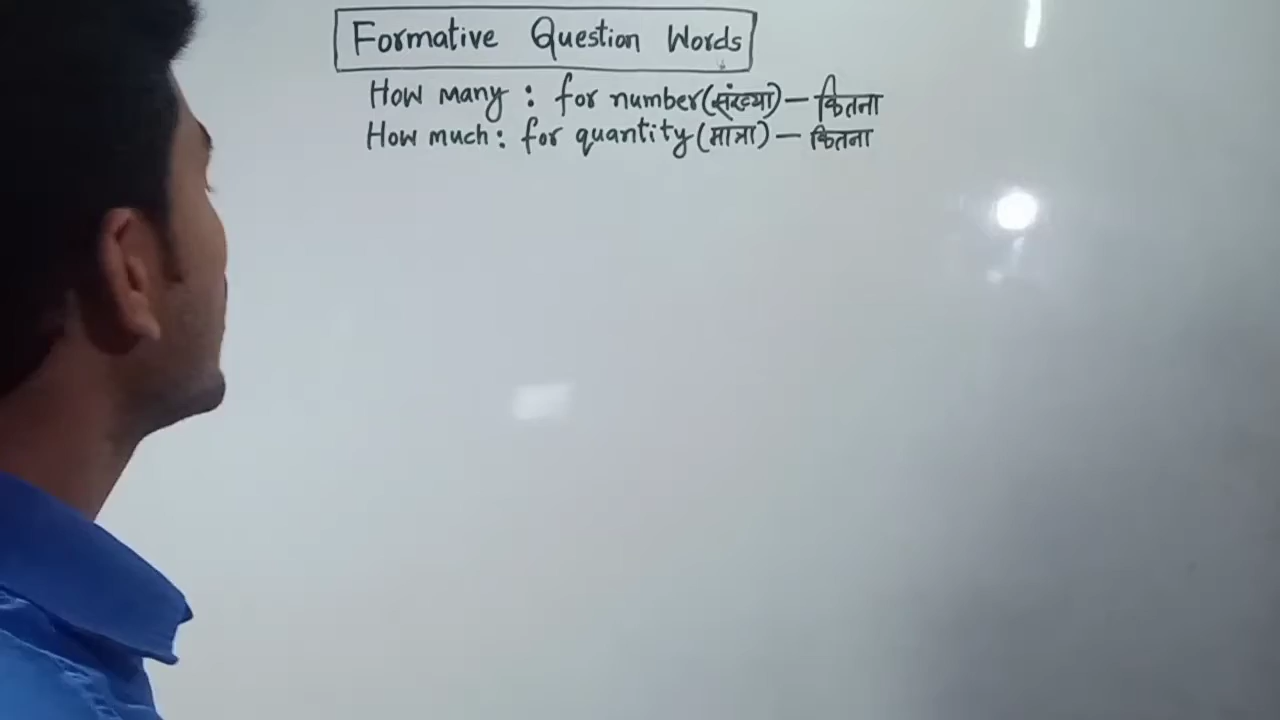 Formative Question Words
How many : for number (संख्या) – कितना
How much : for quantity (मात्रा) – कितना